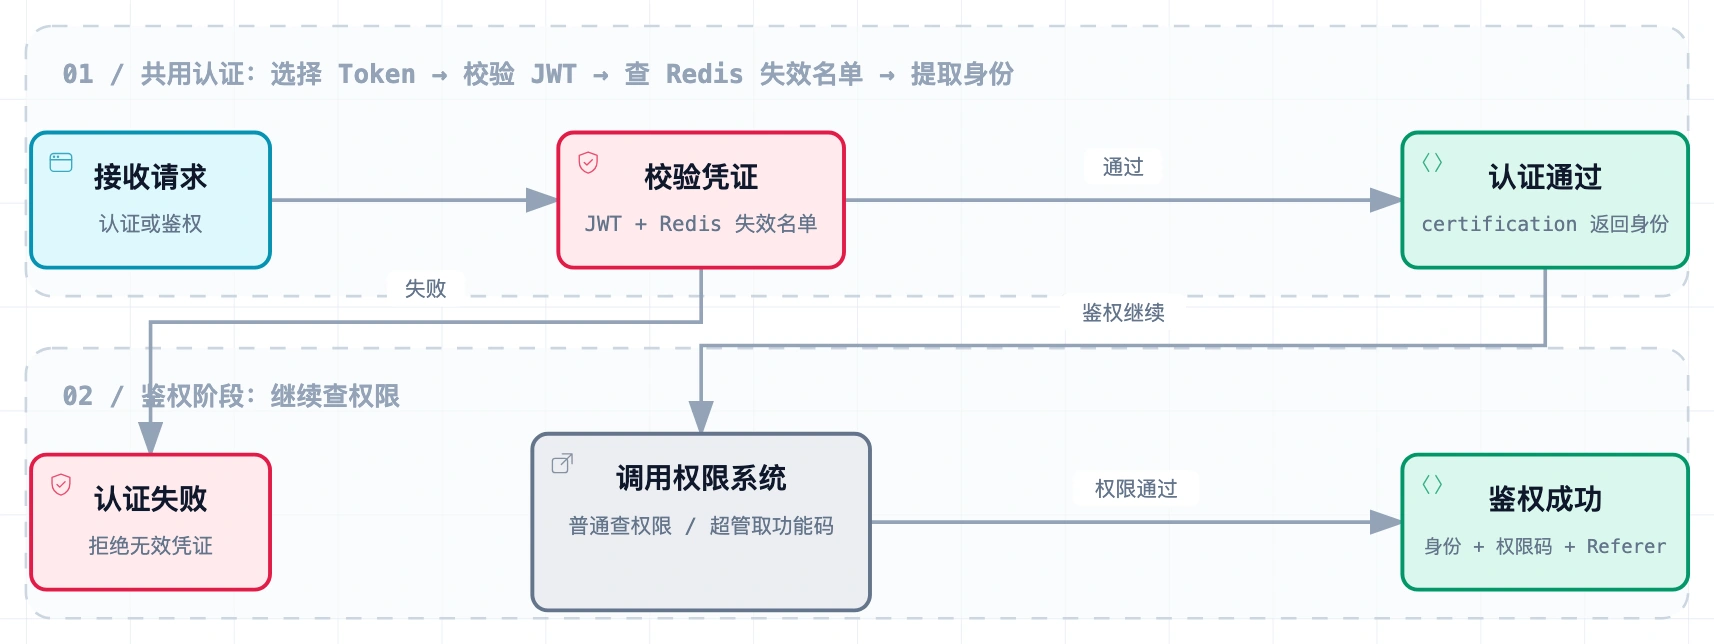 01 / 共用认证：选择 Token → 校验 JWT → 查 Redis 失效名单 → 提取身份
接收请求
认证或鉴权
校验凭证
JWT + Redis 失效名单
通过
认证通过
certification 返回身份
失败
鉴权继续
02 / 鉴权阶段：继续查权限
认证失败
拒绝无效凭证
调用权限系统
普通查权限 / 超管取功能码
权限通过
鉴权成功
身份 + 权限码 + Referer